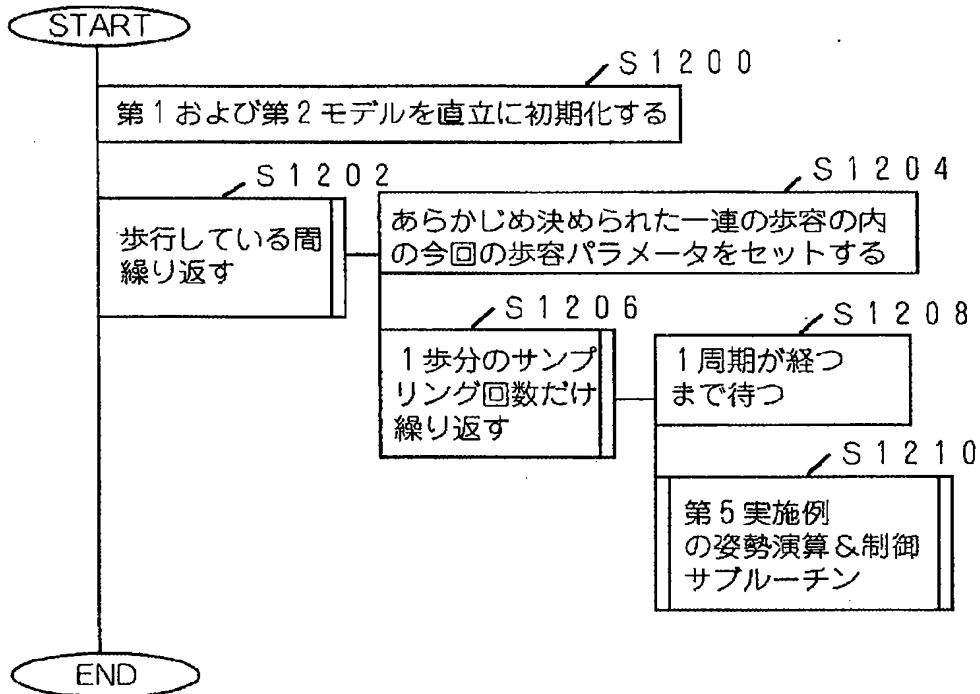 START
S1200
第1および第2モデルを直立に初期化する
S1202
歩行している間
繰り返す
S1204
あらかじめ決められた一連の歩容の内
の今回の歩容パラメータをセットする
S1206
1歩分のサンプ
リング回数だけ
繰り返す
S1208
1周期が経つ
まで待つ
S1210
第5実施例
の姿勢演算&制御
サブルーチン
END